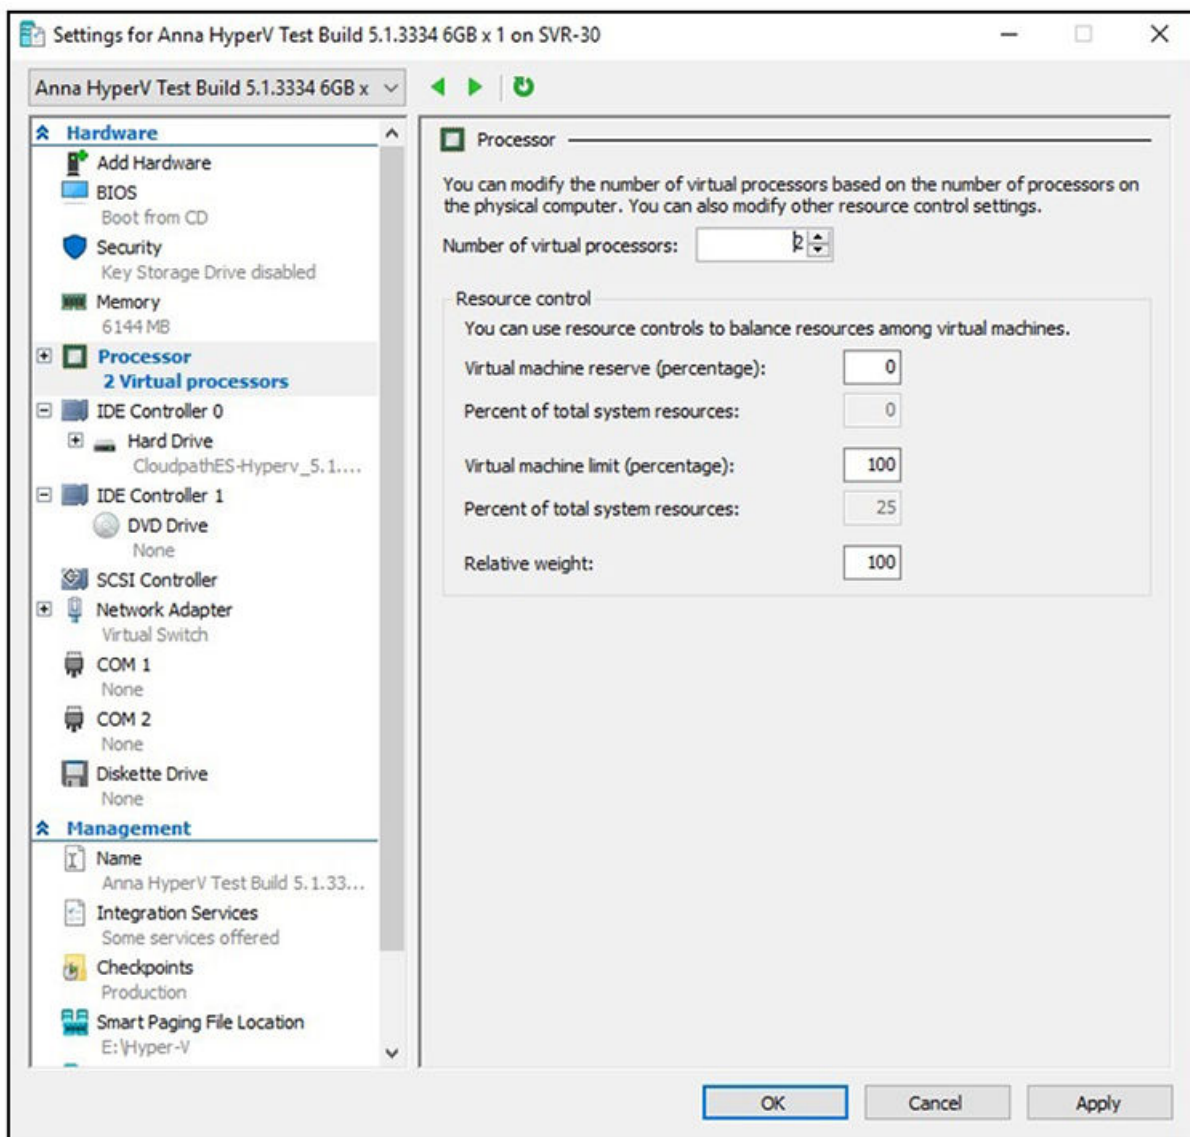 Settings for Anna HyperV Test Build 5.1.3334 6GB x 1 on SVR-30
Anna HyperV Test Build 5.1.3334 6GB x
Hardware
Add Hardware
BIOS
Boot from CD
Security
Key Storage Drive disabled
Memory
6144 MB
Processor
2 Virtual processors
IDE Controller 0
Hard Drive
CloudpathES-Hyperv_5.1....
IDE Controller 1
DVD Drive
None
SCSI Controller
Network Adapter
Virtual Switch
COM 1
None
COM 2
None
Diskette Drive
None
Management
Name
Anna HyperV Test Build 5.1.33...
Integration Services
Some services offered
Checkpoints
Production
Smart Paging File Location
E:\Hyper-V
Processor
You can modify the number of virtual processors based on the number of processors on
the physical computer. You can also modify other resource control settings.
Number of virtual processors: 2
Resource control
You can use resource controls to balance resources among virtual machines.
Virtual machine reserve (percentage): 0
Percent of total system resources: 0
Virtual machine limit (percentage): 100
Percent of total system resources: 25
Relative weight: 100
OK Cancel Apply